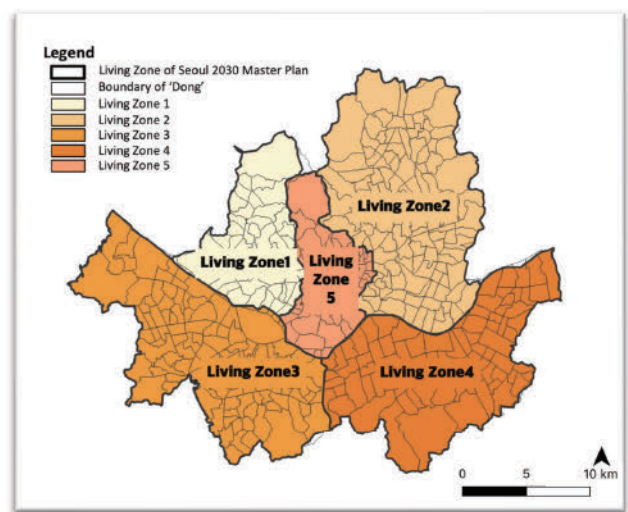 Legend
Living Zone of Seoul 2030 Master Plan
Boundary of ‘Dong’
Living Zone 1
Living Zone 2
Living Zone 3
Living Zone 4
Living Zone 5
Living Zone2
Living Zone1
Living
Zone
5
Living Zone3
Living Zone4
0 5 10 km